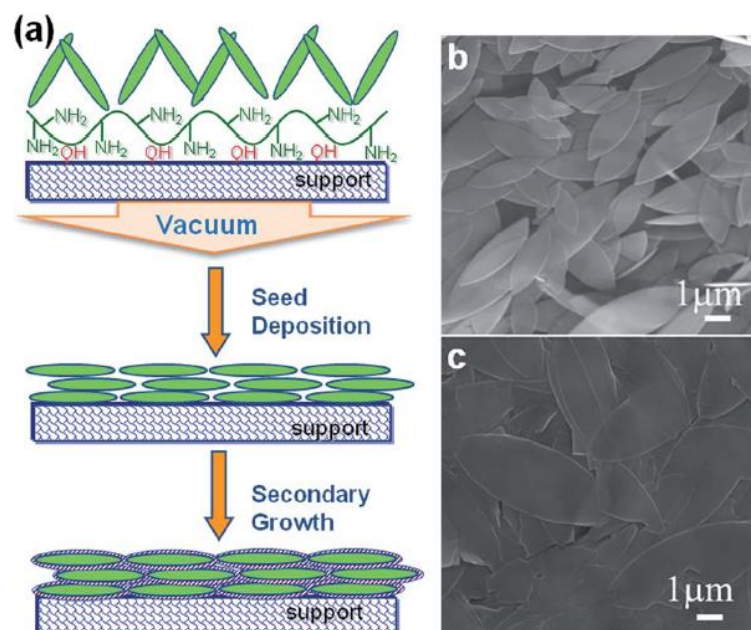 (a)
NH2 NH2 NH2
NH2 NH2 NH2 NH2 NH2
OH OH OH OH
support
Vacuum
Seed
Deposition
support
Secondary
Growth
support
b
1μm
c
1μm